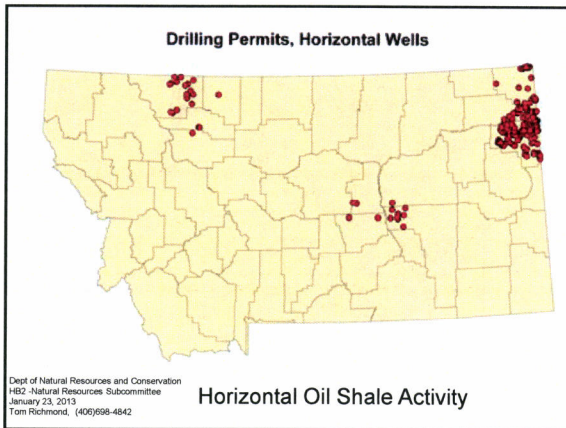 Drilling Permits, Horizontal Wells
Dept of Natural Resources and Conservation
HB2 -Natural Resources Subcommittee
January 23, 2013
Tom Richmond, (406)698-4842
Horizontal Oil Shale Activity